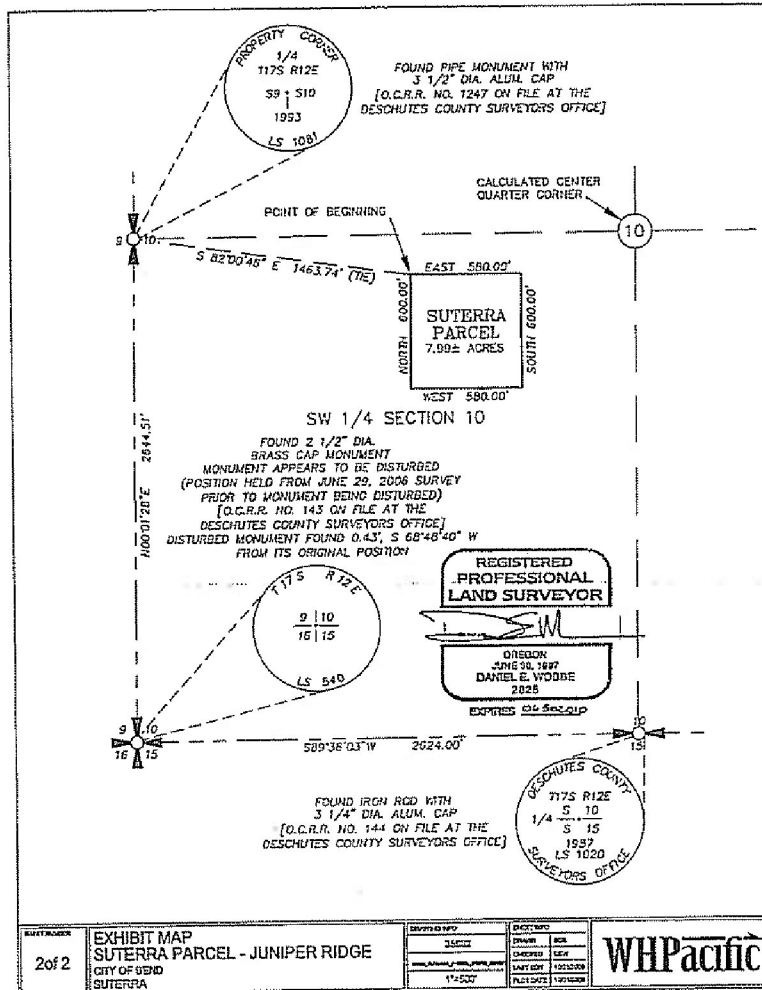 PROPERTY CORNER
1/4
T17S R12E
S9 + S10
1993
LS 1081
FOUND PIPE MONUMENT WITH
3 1/2" DIA. ALUM. CAP
[O.C.R.R. NO. 1247 ON FILE AT THE
DESCHUTES COUNTY SURVEYORS OFFICE]
CALCULATED CENTER
QUARTER CORNER
POINT OF BEGINNING
9 10
10
S 82°00'48" E 1463.74' (TIE)
EAST 580.00'
NORTH 600.00'
SUTERRA
PARCEL
7.99± ACRES
SOUTH 600.00'
WEST 580.00'
SW 1/4 SECTION 10
N00°01'28"E 2644.51'
FOUND 2 1/2" DIA.
BRASS CAP MONUMENT
MONUMENT APPEARS TO BE DISTURBED
(POSITION HELD FROM JUNE 29, 2006 SURVEY
PRIOR TO MONUMENT BEING DISTURBED)
[O.C.R.R. NO. 143 ON FILE AT THE
DESCHUTES COUNTY SURVEYORS OFFICE]
DISTURBED MONUMENT FOUND 0.43', S 68°48'40" W
FROM ITS ORIGINAL POSITION
T17S R12E
9 10
16 15
LS 540
REGISTERED
PROFESSIONAL
LAND SURVEYOR
OREGON
JUNE 30, 1997
DANIEL E. WOBBE
2825
EXPIRES
9 10
16 15
S89°38'03"W 2624.00'
10
15
FOUND IRON ROD WITH
3 1/4" DIA. ALUM. CAP
[O.C.R.R. NO. 144 ON FILE AT THE
DESCHUTES COUNTY SURVEYORS OFFICE]
DESCHUTES COUNTY
T17S R12E
1/4 S 10
S 15
1987
LS 1020
SURVEYORS OFFICE
2of 2
EXHIBIT MAP
SUTERRA PARCEL - JUNIPER RIDGE
CITY OF BEND
SUTERRA
1"=500'
DRAWN
CHECKED
LAST EDIT
PLOT DATE
WHPacific